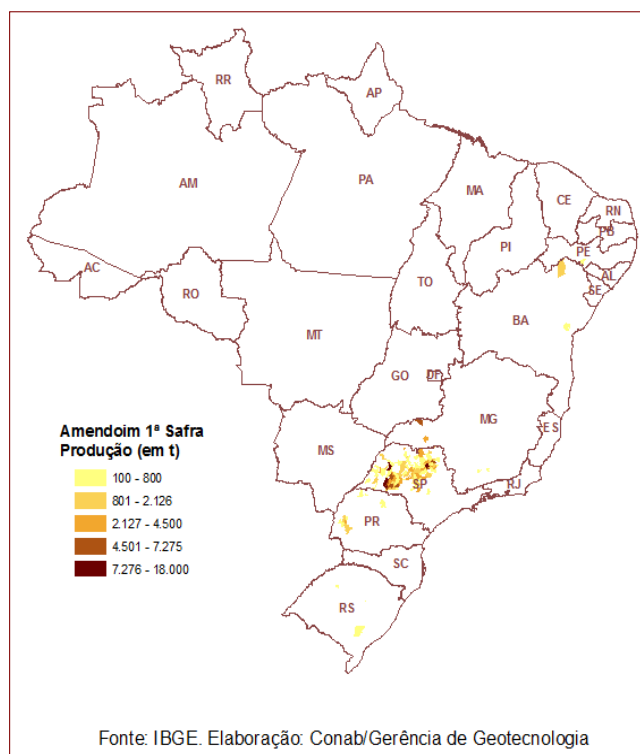 RR
AP
AM
PA
MA
CE
RN
PB
PI
PE
AL
SE
AC
TO
RO
BA
MT
GO
DF
MG
ES
MS
SP
RJ
PR
SC
RS
Amendoim 1ª Safra
Produção (em t)
100 - 800
801 - 2.126
2.127 - 4.500
4.501 - 7.275
7.276 - 18.000
Fonte: IBGE. Elaboração: Conab/Gerência de Geotecnologia